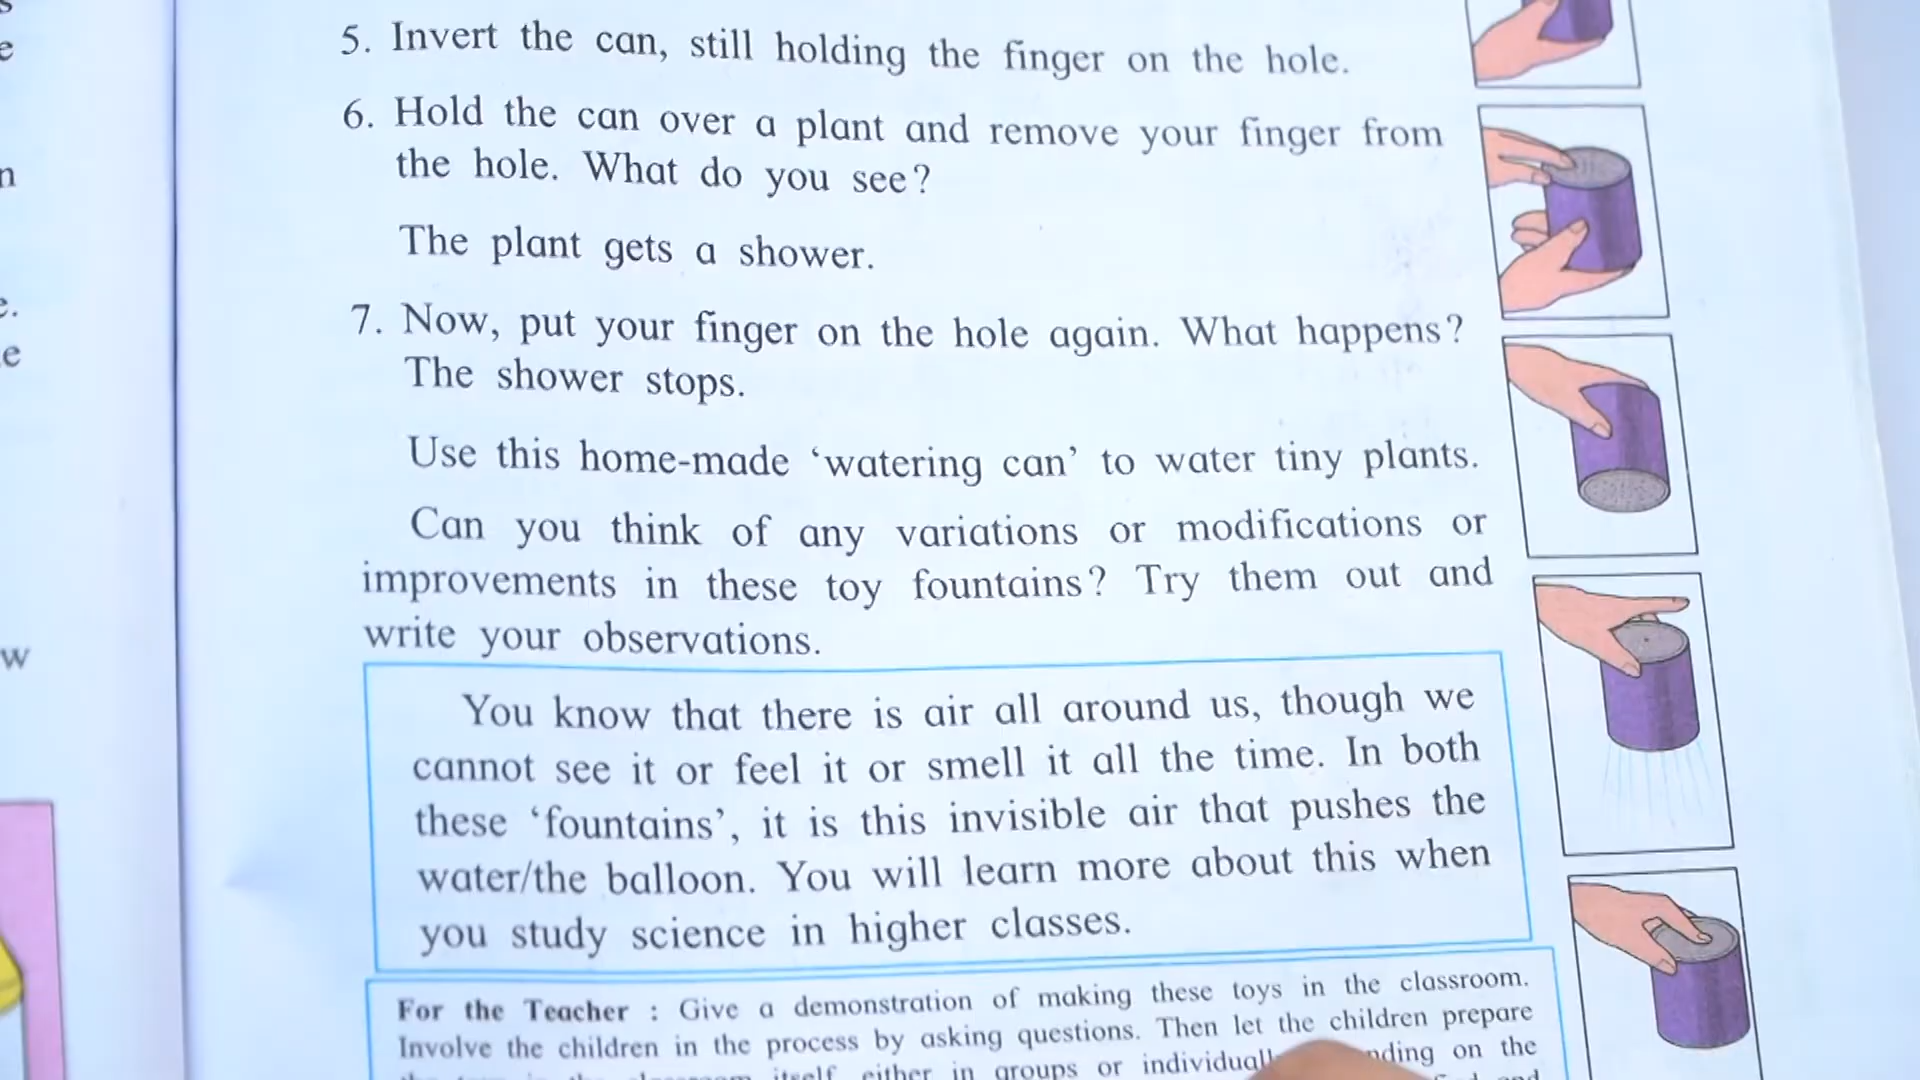 5. Invert the can, still holding the finger on the hole.
6. Hold the can over a plant and remove your finger from
the hole. What do you see?
The plant gets a shower.
7. Now, put your finger on the hole again. What happens?
The shower stops.
Use this home-made ‘watering can’ to water tiny plants.
Can you think of any variations or modifications or
improvements in these toy fountains? Try them out and
write your observations.
You know that there is air all around us, though we
cannot see it or feel it or smell it all the time. In both
these ‘fountains’, it is this invisible air that pushes the
water/the balloon. You will learn more about this when
you study science in higher classes.
For the Teacher : Give a demonstration of making these toys in the classroom.
Involve the children in the process by asking questions. Then let the children prepare
itself either in groups or on the